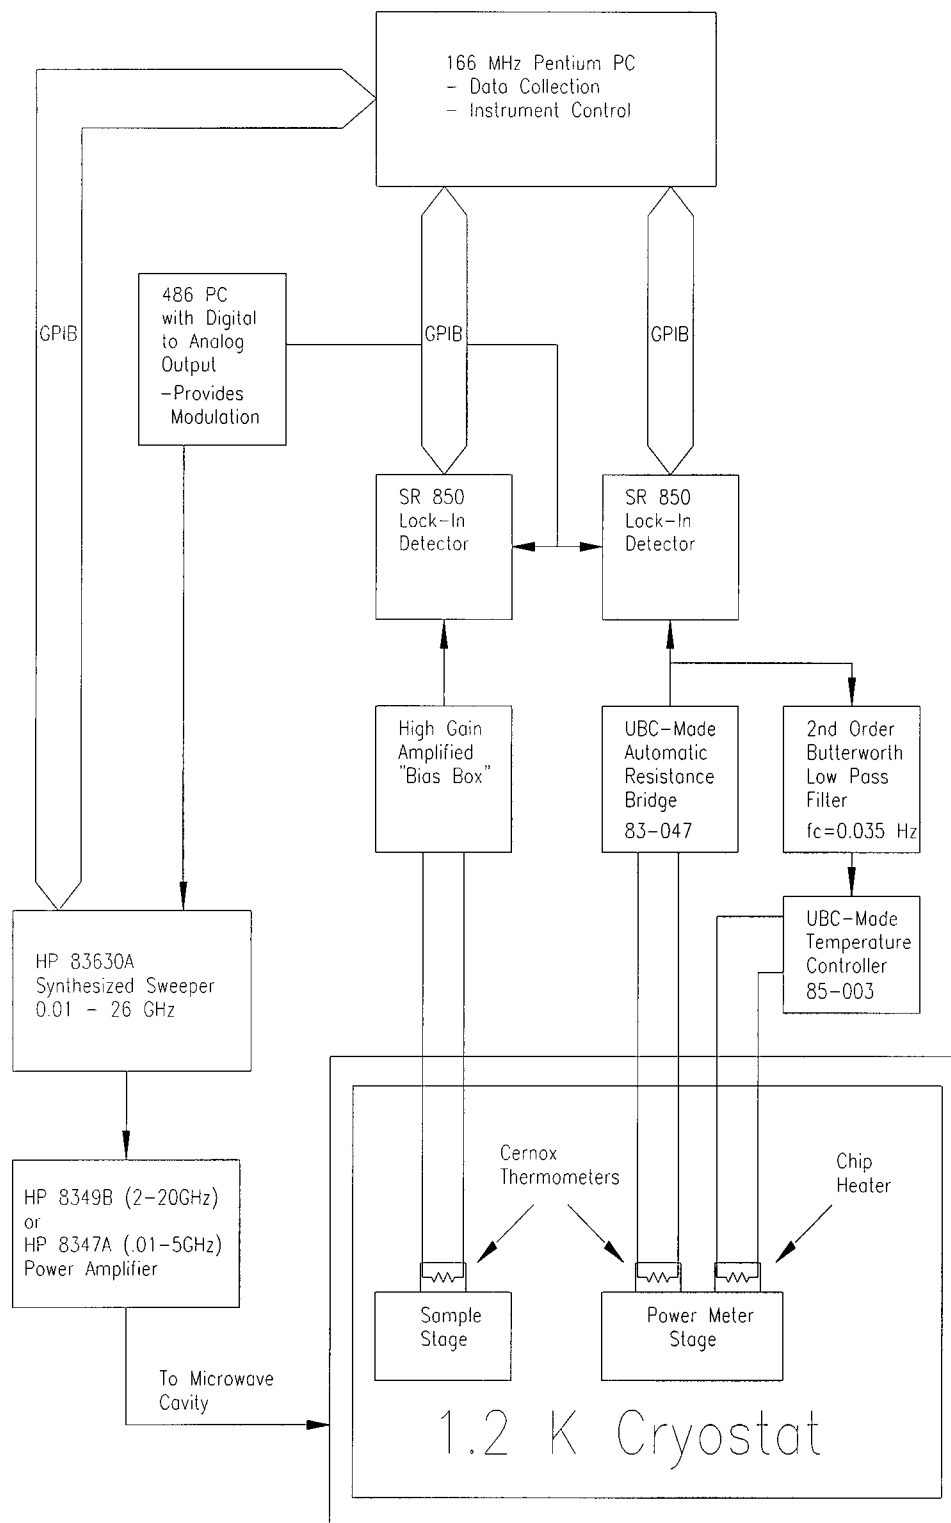 166 MHz Pentium PC
- Data Collection
- Instrument Control
486 PC
with Digital
to Analog
Output
-Provides
Modulation
GPIB
GPIB
GPIB
SR 850
Lock-In
Detector
SR 850
Lock-In
Detector
High Gain
Amplified
"Bias Box"
UBC-Made
Automatic
Resistance
Bridge
83-047
2nd Order
Butterworth
Low Pass
Filter
fc=0.035 Hz
UBC-Made
Temperature
Controller
85-003
HP 83630A
Synthesized Sweeper
0.01 - 26 GHz
HP 8349B (2-20GHz)
or
HP 8347A (.01-5GHz)
Power Amplifier
Cernox
Thermometers
Chip
Heater
Sample
Stage
Power Meter
Stage
To Microwave
Cavity
1.2 K Cryostat